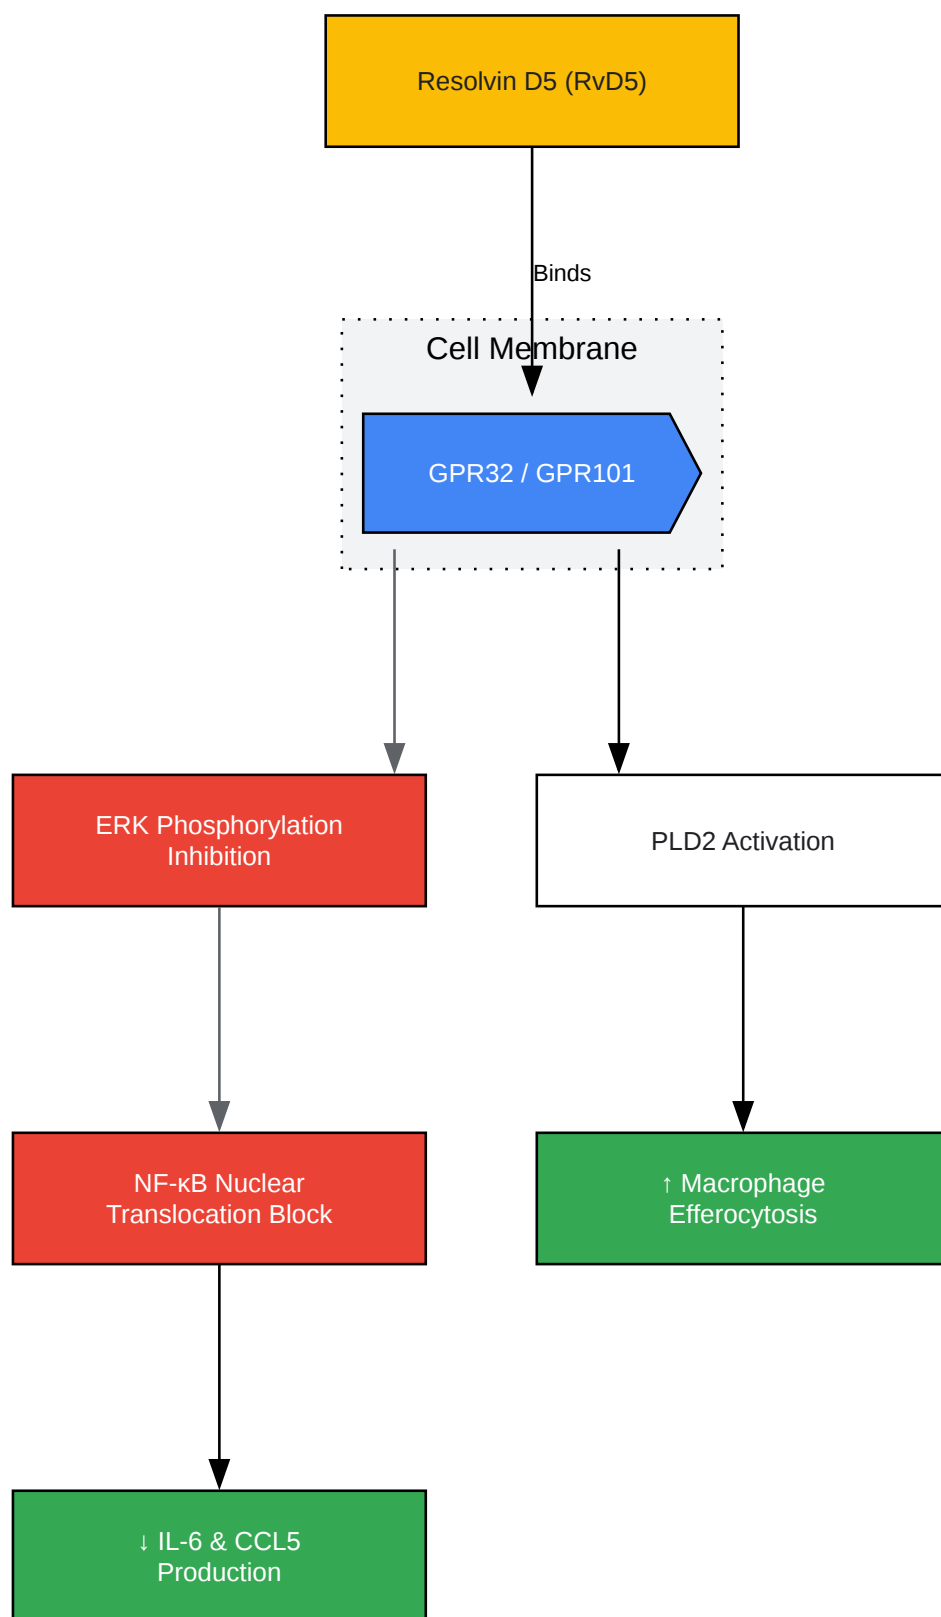 Resolvin D5 (RvD5)
Binds
Cell Membrane
GPR32 / GPR101
ERK Phosphorylation
Inhibition
PLD2 Activation
NF-κB Nuclear
Translocation Block
↑ Macrophage
Efferocytosis
↓ IL-6 & CCL5
Production